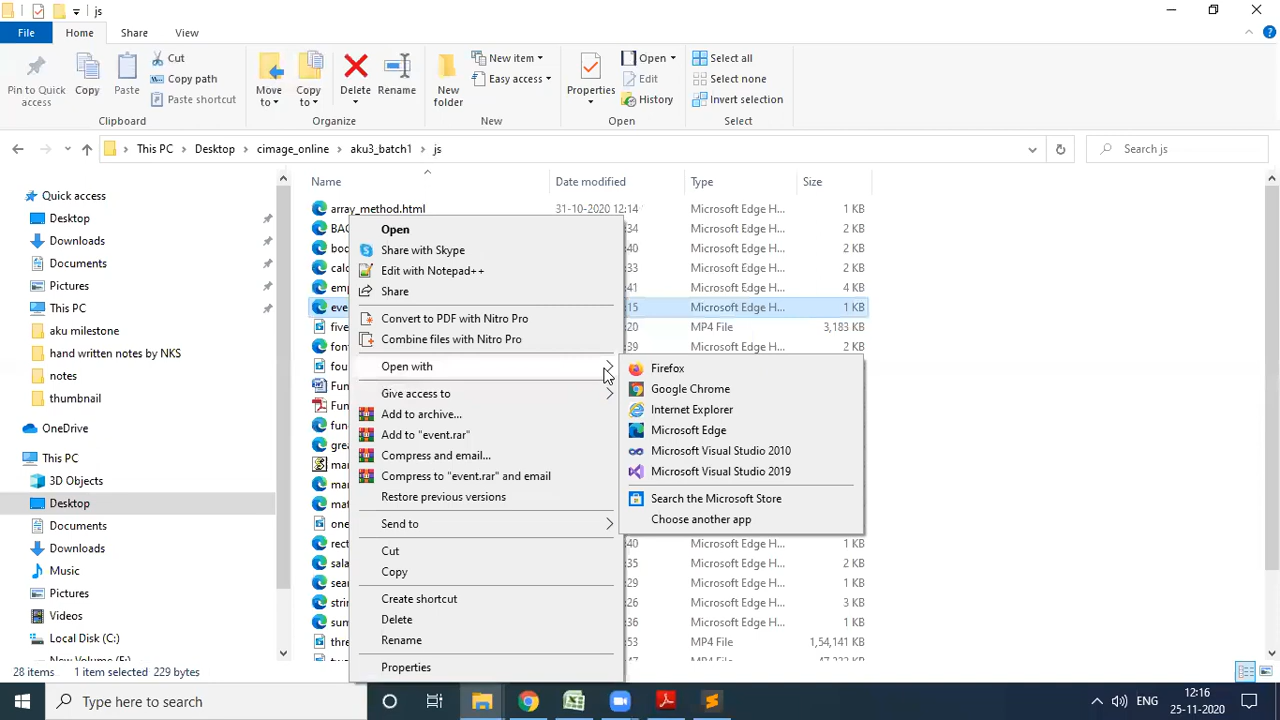 js
File
Home
Share
View
Pin to Quick access
Copy
Paste
Cut
Copy path
Paste shortcut
Clipboard
Move to
Copy to
Delete
Rename
Organize
New folder
New item
Easy access
New
Properties
Open
Edit
History
Open
Select all
Select none
Invert selection
Select
This PC
Desktop
cimage_online
aku3_batch1
js
Search js
Name
Date modified
Type
Size
Quick access
Desktop
Downloads
Documents
Pictures
This PC
aku milestone
hand written notes by NKS
notes
thumbnail
OneDrive
This PC
3D Objects
Desktop
Documents
Downloads
Music
Pictures
Videos
Local Disk (C:)
New Volume (E:)
array_method.html 31-10-2020 12:14 Microsoft Edge H... 1 KB
BAC :34 Microsoft Edge H... 2 KB
boo :40 Microsoft Edge H... 2 KB
calc :33 Microsoft Edge H... 2 KB
emp :41 Microsoft Edge H... 4 KB
eve :15 Microsoft Edge H... 1 KB
five :20 MP4 File 3,183 KB
font :39 Microsoft Edge H... 2 KB
fou
Fun
Fun
fun
grea
mar
mar
mat
one
rect :40 Microsoft Edge H... 2 KB
sala :35 Microsoft Edge H... 2 KB
sear :29 Microsoft Edge H... 1 KB
strin :26 Microsoft Edge H... 3 KB
sum :36 Microsoft Edge H... 2 KB
thre :53 MP4 File 1,54,141 KB
:47 MP4 File
Open
Share with Skype
Edit with Notepad++
Share
Convert to PDF with Nitro Pro
Combine files with Nitro Pro
Open with
Give access to
Add to archive...
Add to "event.rar"
Compress and email...
Compress to "event.rar" and email
Restore previous versions
Send to
Cut
Copy
Create shortcut
Delete
Rename
Properties
Firefox
Google Chrome
Internet Explorer
Microsoft Edge
Microsoft Visual Studio 2010
Microsoft Visual Studio 2019
Search the Microsoft Store
Choose another app
28 items 1 item selected 229 bytes
Type here to search
ENG
12:16
25-11-2020